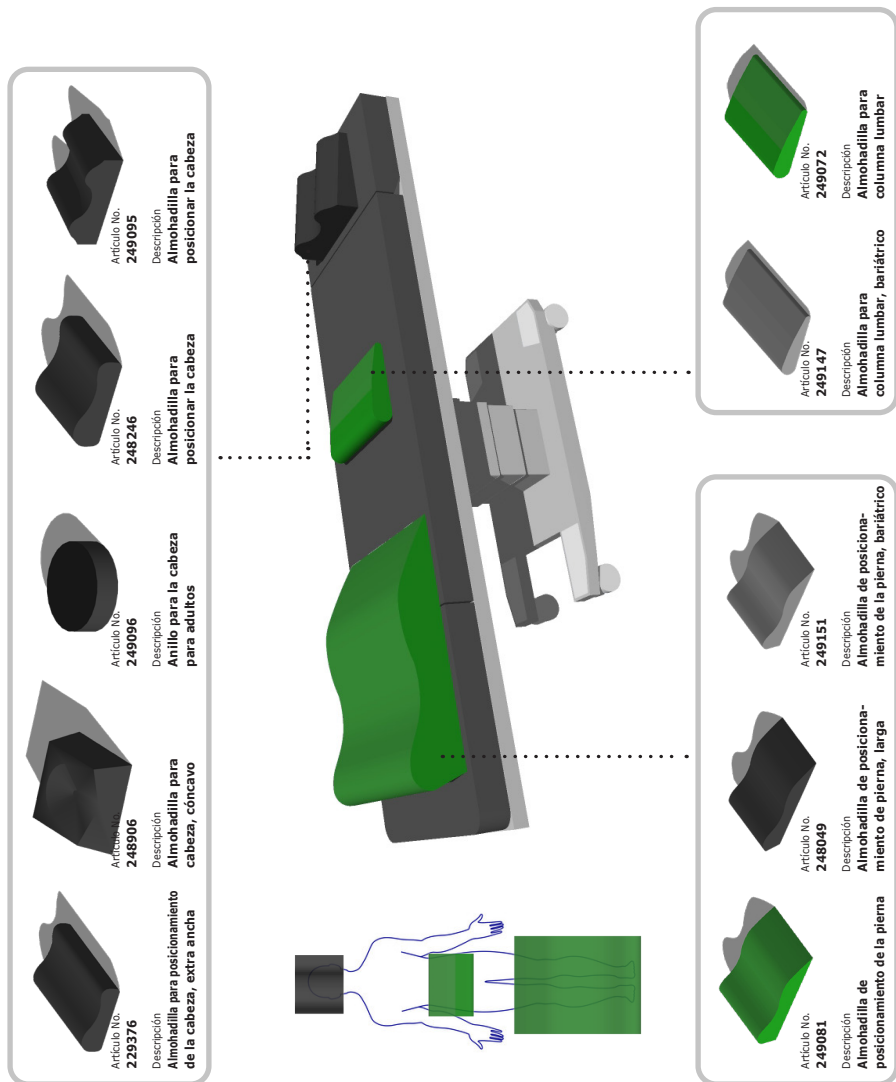 Artículo No.
229376
Descripción
Almohadilla para posicionamiento
de la cabeza, extra ancha
Artículo No.
248906
Descripción
Almohadilla para
cabeza, cóncavo
Artículo No.
249096
Descripción
Anillo para la cabeza
para adultos
Artículo No.
248246
Descripción
Almohadilla para
posicionar la cabeza
Artículo No.
249095
Descripción
Almohadilla para
posicionar la cabeza
Artículo No.
249081
Descripción
Almohadilla de
posicionamiento de la pierna
Artículo No.
248049
Descripción
Almohadilla de posiciona-
miento de pierna, larga
Artículo No.
249151
Descripción
Almohadilla de posiciona-
miento de la pierna, bariátrico
Artículo No.
249147
Descripción
Almohadilla para
columna lumbar, bariátrico
Artículo No.
249072
Descripción
Almohadilla para
columna lumbar